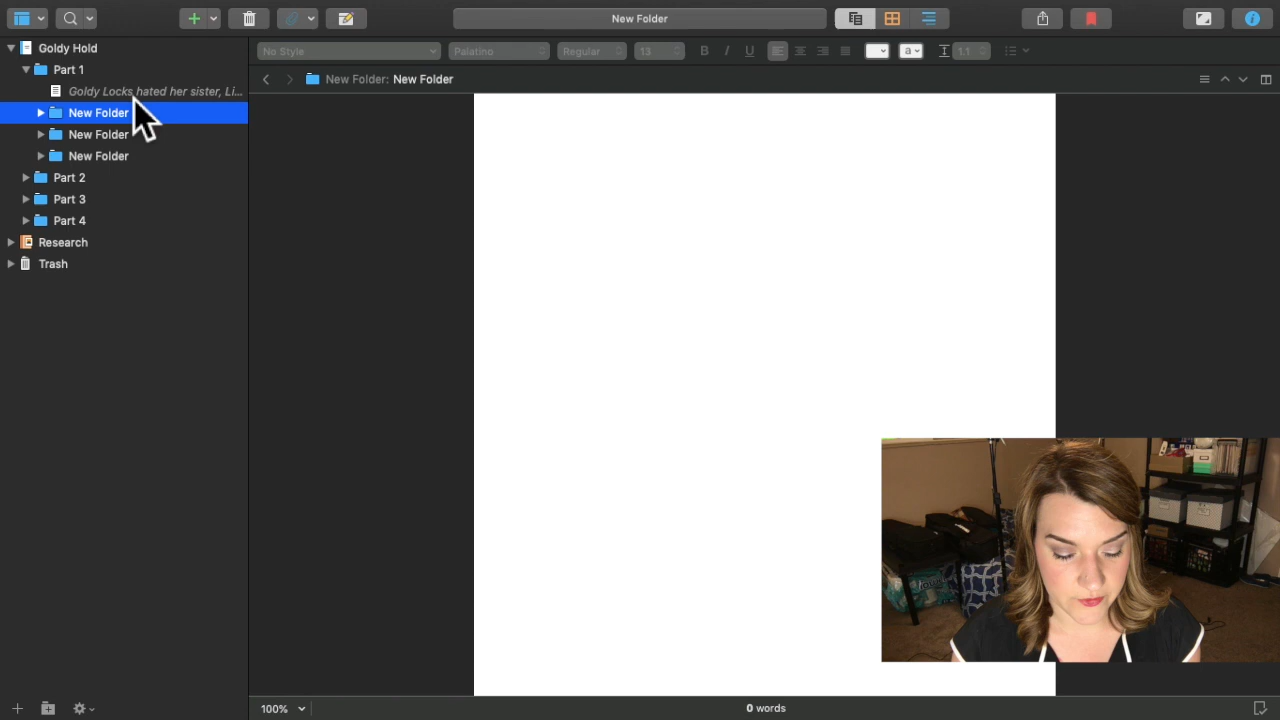 New Folder
Goldy Hold
Part 1
Goldy Locks hated her sister, Li...
New Folder
New Folder
New Folder
Part 2
Part 3
Part 4
Research
Trash
No Style Palatino Regular 13 B I U a 1.1
New Folder: New Folder
100% 0 words